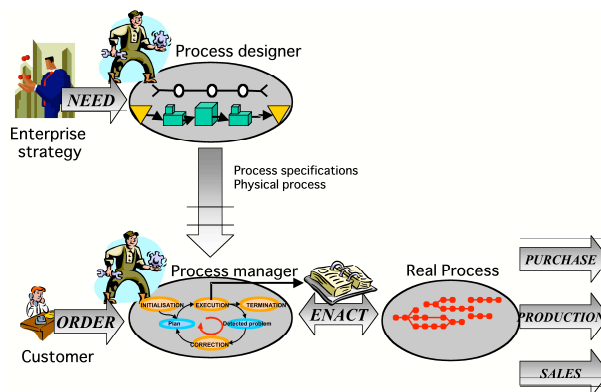 Process designer
NEED
Enterprise
strategy
Process specifications
Physical process
Process manager
Real Process
PURCHASE
INITIALISATION
EXECUTION
TERMINATION
ORDER
Plan
Detected problem
ENACT
PRODUCTION
CORRECTION
Customer
SALES